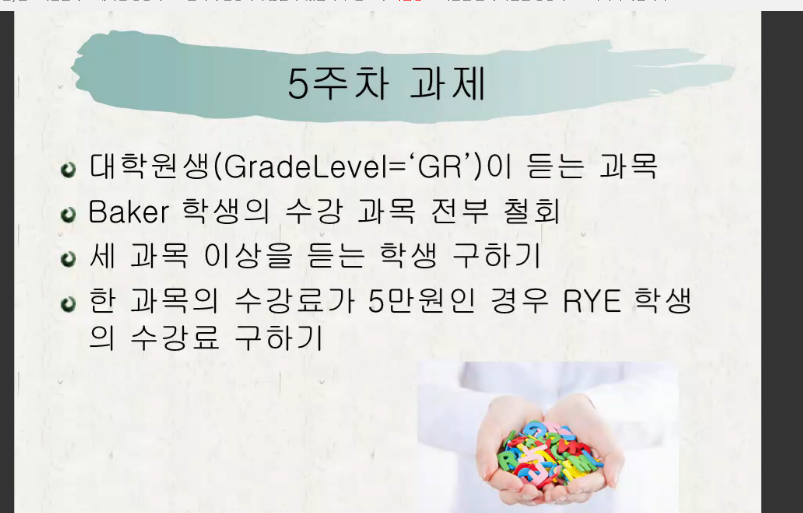 5주차 과제
대학원생(GradeLevel=‘GR’)이 듣는 과목
Baker 학생의 수강 과목 전부 철회
세 과목 이상을 듣는 학생 구하기
한 과목의 수강료가 5만원인 경우 RYE 학생
의 수강료 구하기